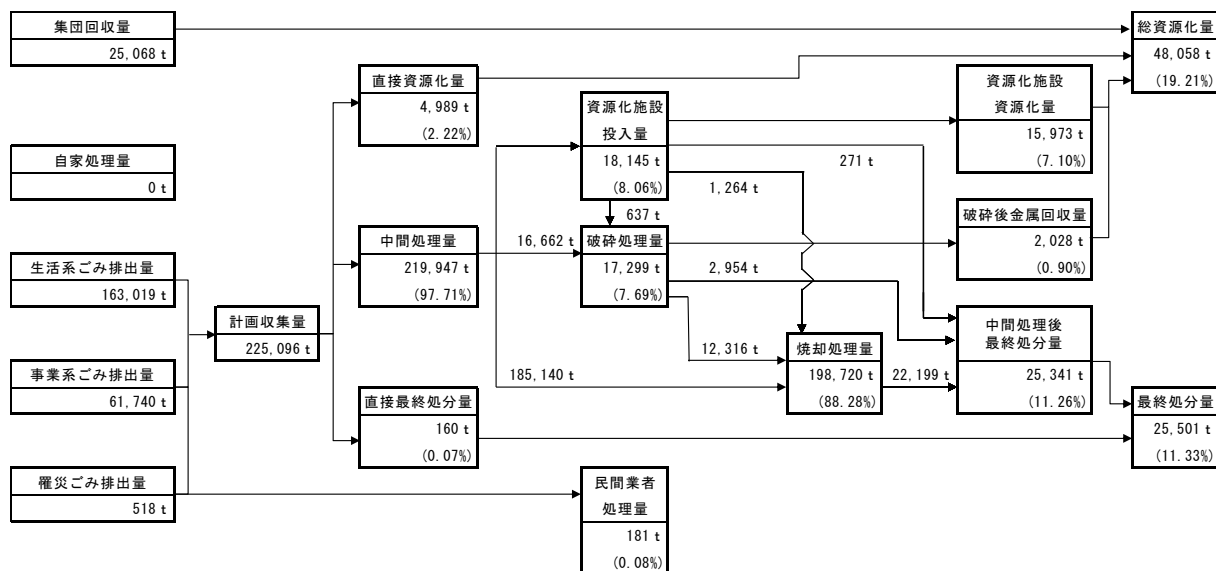 集団回収量
25,068 t
自家処理量
0 t
生活系ごみ排出量
163,019 t
事業系ごみ排出量
61,740 t
罹災ごみ排出量
518 t
計画収集量
225,096 t
直接資源化量
4,989 t
(2.22%)
中間処理量
219,947 t
(97.71%)
直接最終処分量
160 t
(0.07%)
16,662 t
185,140 t
資源化施設
投入量
18,145 t
(8.06%)
637 t
破砕処理量
17,299 t
(7.69%)
民間業者
処理量
181 t
(0.08%)
271 t
1,264 t
2,954 t
12,316 t
焼却処理量
198,720 t
(88.28%)
22,199 t
資源化施設
資源化量
15,973 t
(7.10%)
破砕後金属回収量
2,028 t
(0.90%)
中間処理後
最終処分量
25,341 t
(11.26%)
総資源化量
48,058 t
(19.21%)
最終処分量
25,501 t
(11.33%)